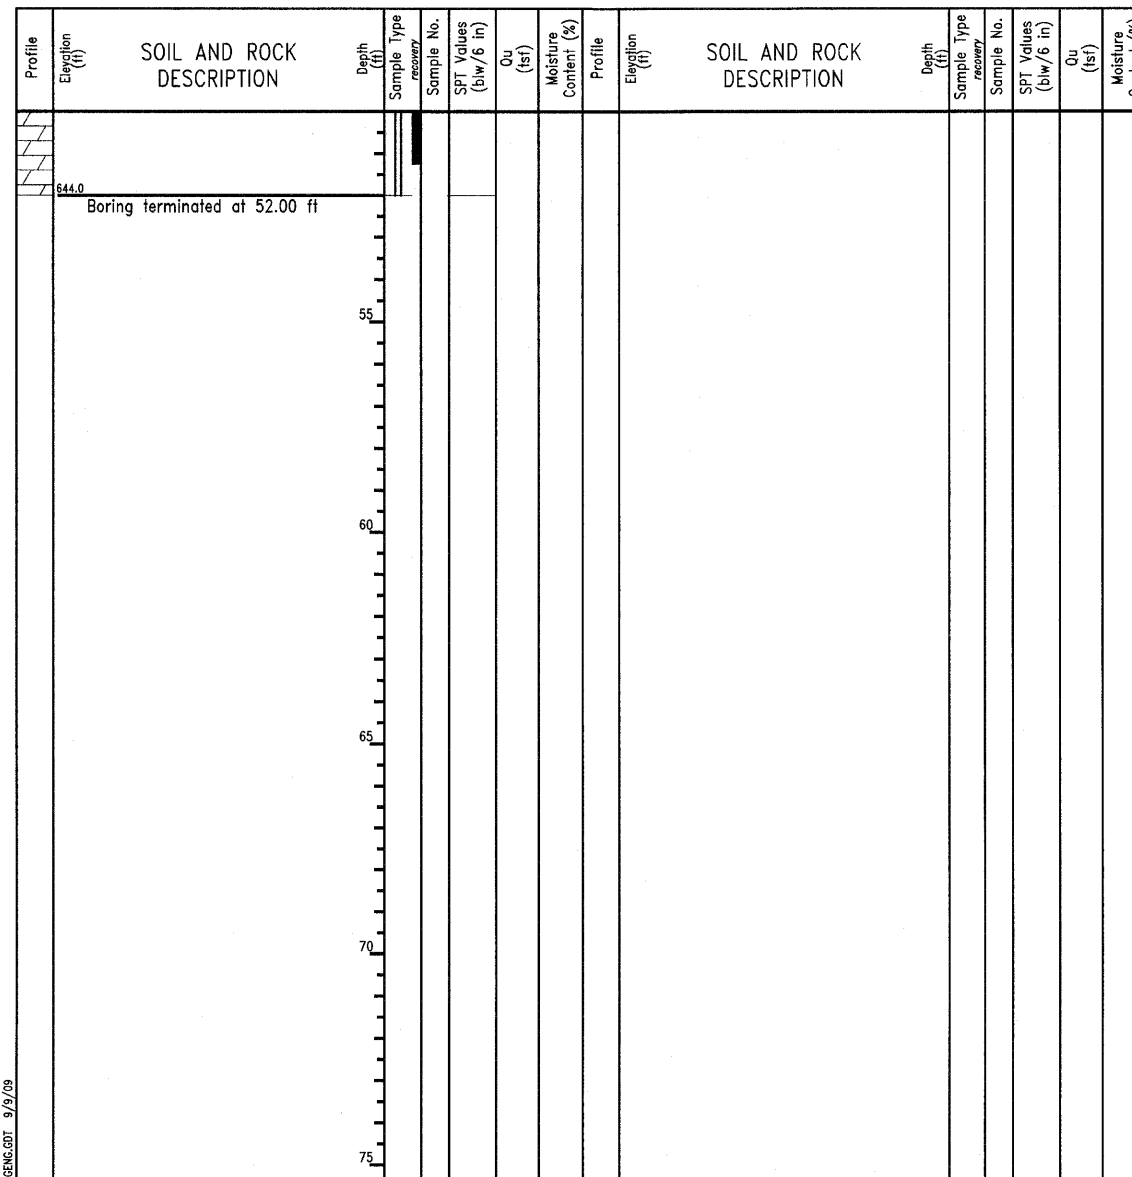 Profile
Elevation
(ft)
SOIL AND ROCK
DESCRIPTION
Depth
(ft)
Sample Type
recovery
Sample No.
SPT Values
(blw/6 in)
Qu
(tsf)
Moisture
Content (%)
Profile
Elevation
(ft)
SOIL AND ROCK
DESCRIPTION
Depth
(ft)
Sample Type
recovery
Sample No.
SPT Values
(blw/6 in)
Qu
(tsf)
Moisture
644.0
Boring terminated at 52.00 ft
55
60
65
70
75
GENG.GDT 9/9/09